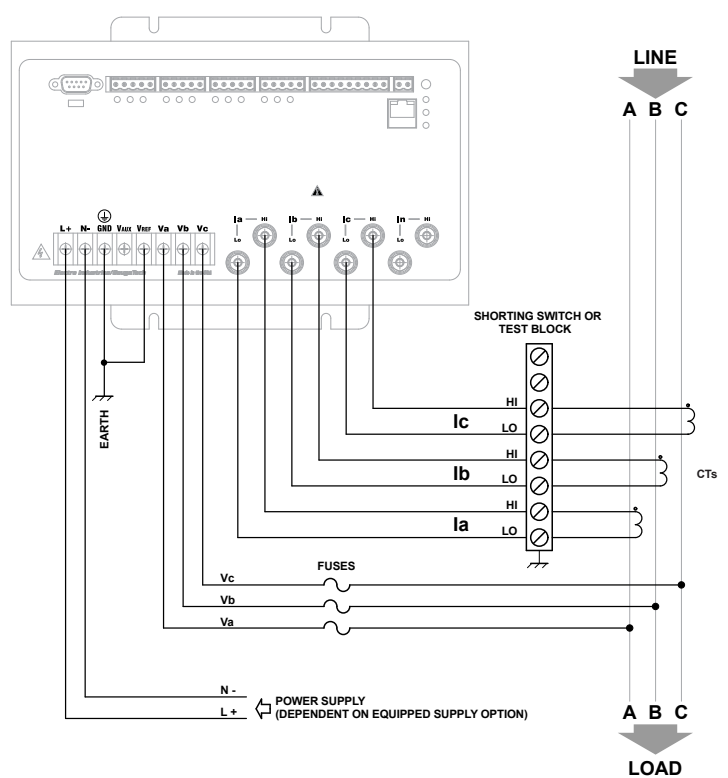 LINE
A B C
Ia Hi Ib Hi Ic Hi In Hi
L+ N- GND VAUX VREF Va Vb Vc
Lo Lo Lo Lo
SHORTING SWITCH OR
TEST BLOCK
HI
Ic LO
HI
Ib LO
CTs
HI
Ia LO
EARTH
FUSES
Vc
Vb
Va
N -
POWER SUPPLY
L +
(DEPENDENT ON EQUIPPED SUPPLY OPTION)
A B C
LOAD